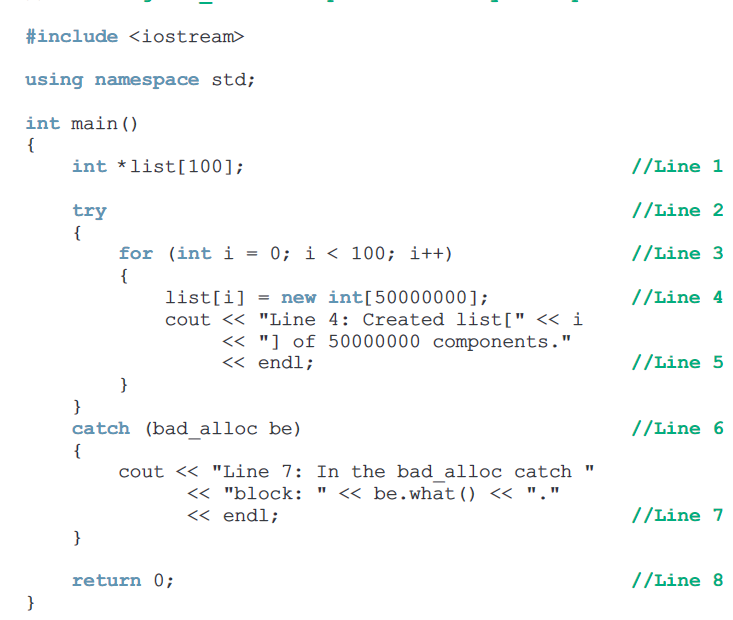 #include <iostream>
using namespace std;
int main()
{
    int *list[100];                                  //Line 1
    try                                              //Line 2
    {
        for (int i = 0; i < 100; i++)                //Line 3
        {
            list[i] = new int[50000000];             //Line 4
            cout << "Line 4: Created list[" << i
                 << "] of 50000000 components."
                 << endl;                            //Line 5
        }
    }
    catch (bad_alloc be)                             //Line 6
    {
        cout << "Line 7: In the bad_alloc catch "
             << "block: " << be.what() << "."
             << endl;                                //Line 7
    }
    return 0;                                        //Line 8
}